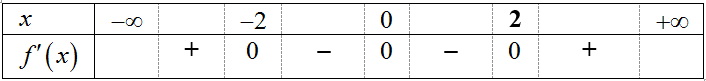 x −∞ −2 0 2 +∞
f′(x) + 0 − 0 − 0 +